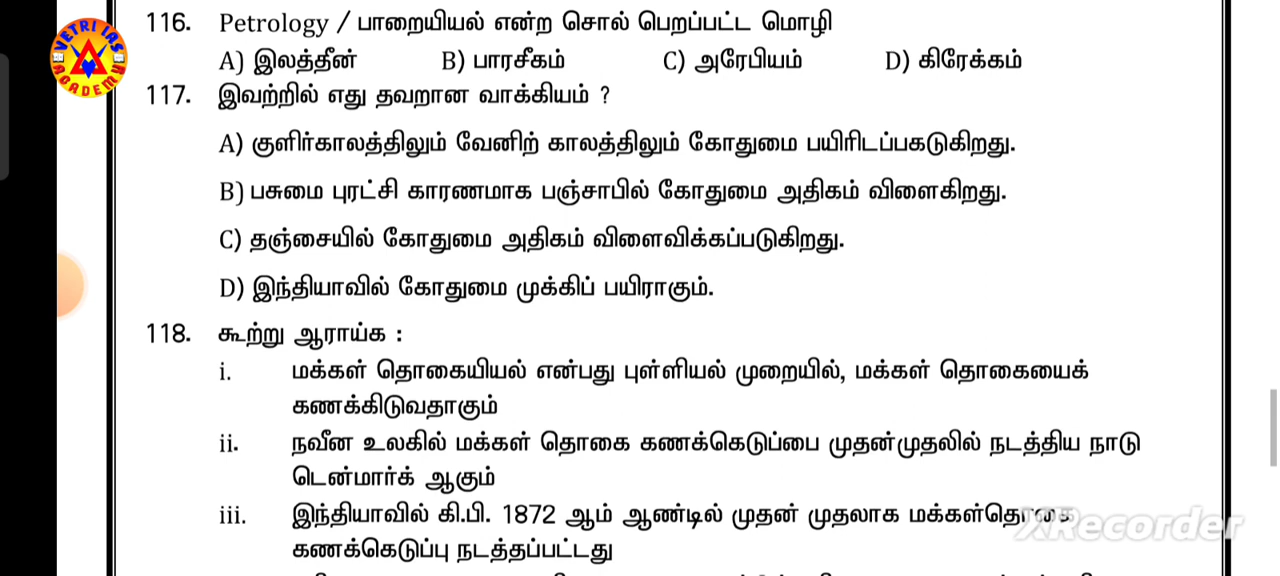 VETRI IAS
ACADEMY
116. Petrology / பாறையியல் என்ற சொல் பெறப்பட்ட மொழி
A) இலத்தீன் B) பாரசீகம் C) அரேபியம் D) கிரேக்கம்
117. இவற்றில் எது தவறான வாக்கியம் ?
A) குளிர்காலத்திலும் வேனிற் காலத்திலும் கோதுமை பயிரிடப்பகடுகிறது.
B) பசுமை புரட்சி காரணமாக பஞ்சாபில் கோதுமை அதிகம் விளைகிறது.
C) தஞ்சையில் கோதுமை அதிகம் விளைவிக்கப்படுகிறது.
D) இந்தியாவில் கோதுமை முக்கிப் பயிராகும்.
118. கூற்று ஆராய்க :
i. மக்கள் தொகையியல் என்பது புள்ளியல் முறையில், மக்கள் தொகையைக்
கணக்கிடுவதாகும்
ii. நவீன உலகில் மக்கள் தொகை கணக்கெடுப்பை முதன்முதலில் நடத்திய நாடு
டென்மார்க் ஆகும்
iii. இந்தியாவில் கி.பி. 1872 ஆம் ஆண்டில் முதன் முதலாக மக்கள்தொகை
கணக்கெடுப்பு நடத்தப்பட்டது
XRecorder